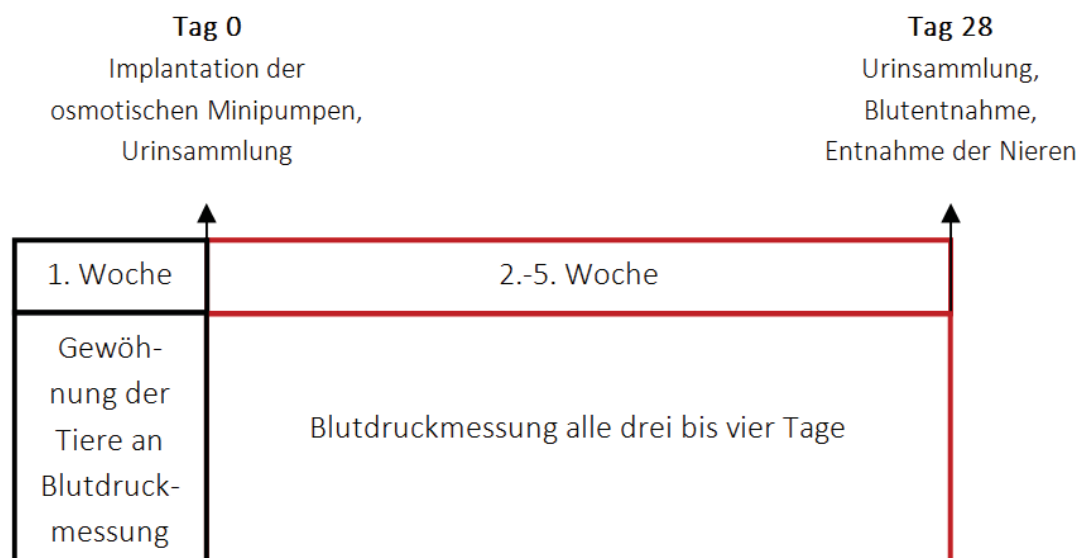 Tag 0
Implantation der
osmotischen Minipumpen,
Urinsammlung
Tag 28
Urinsammlung,
Blutentnahme,
Entnahme der Nieren
1. Woche
2.-5. Woche
Gewöh-
nung der
Tiere an
Blutdruck-
messung
Blutdruckmessung alle drei bis vier Tage